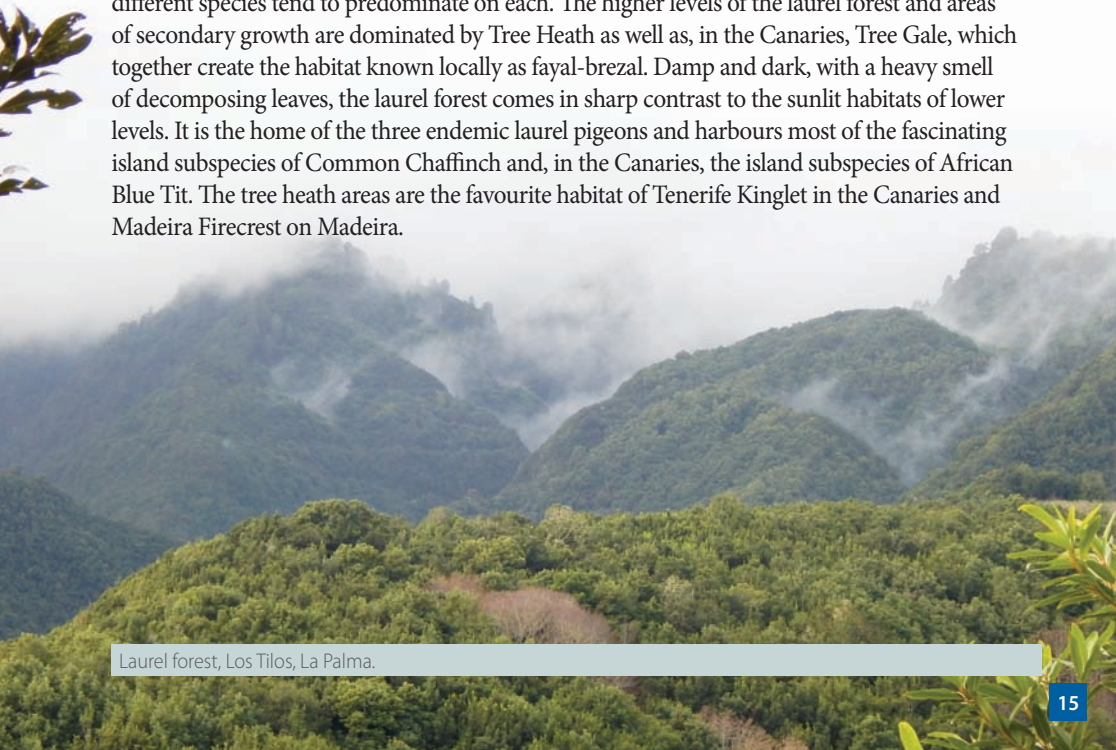 different species tend to predominate on each. The higher levels of the laurel forest and areas
of secondary growth are dominated by Tree Heath as well as, in the Canaries, Tree Gale, which
together create the habitat known locally as fayal-brezal. Damp and dark, with a heavy smell
of decomposing leaves, the laurel forest comes in sharp contrast to the sunlit habitats of lower
levels. It is the home of the three endemic laurel pigeons and harbours most of the fascinating
island subspecies of Common Chaffinch and, in the Canaries, the island subspecies of African
Blue Tit. The tree heath areas are the favourite habitat of Tenerife Kinglet in the Canaries and
Madeira Firecrest on Madeira.
Laurel forest, Los Tilos, La Palma.
15